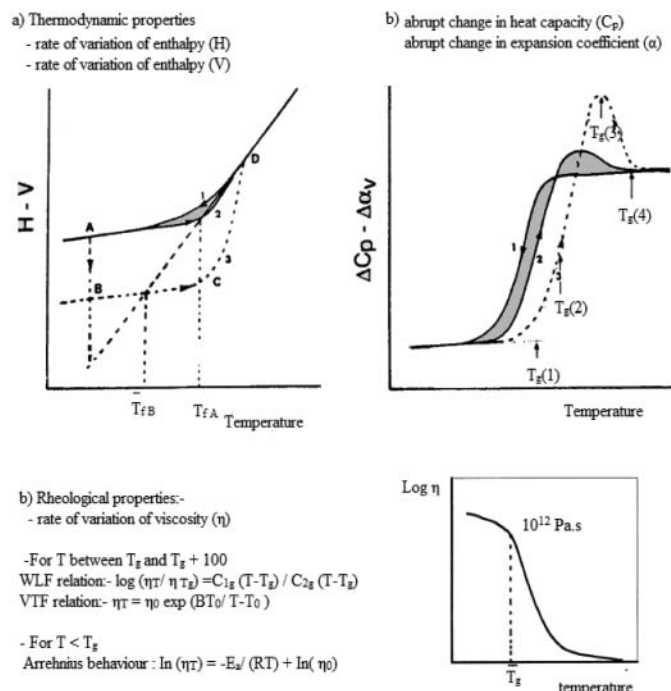 a) Thermodynamic properties
- rate of variation of enthalpy (H)
- rate of variation of enthalpy (V)
b) abrupt change in heat capacity (Cp)
abrupt change in expansion coefficient (α)
H - V
A
B
C
D
1
2
3
T̄fB
TfA
Temperature
ΔCp - ΔαV
1
2
3
3
Tg(3)
Tg(4)
Tg(2)
Tg(1)
Temperature
b) Rheological properties:-
- rate of variation of viscosity (η)
-For T between Tg and Tg + 100
WLF relation:- log (ηT/ η Tg) =C1g (T-Tg) / C2g (T-Tg)
VTF relation:- ηT = η0 exp (BT0/ T-T0 )
- For T < Tg
Arrehnius behaviour : In (ηT) = -Ea/ (RT) + In( η0)
Log η
10¹² Pa.s
T̄g
temperature